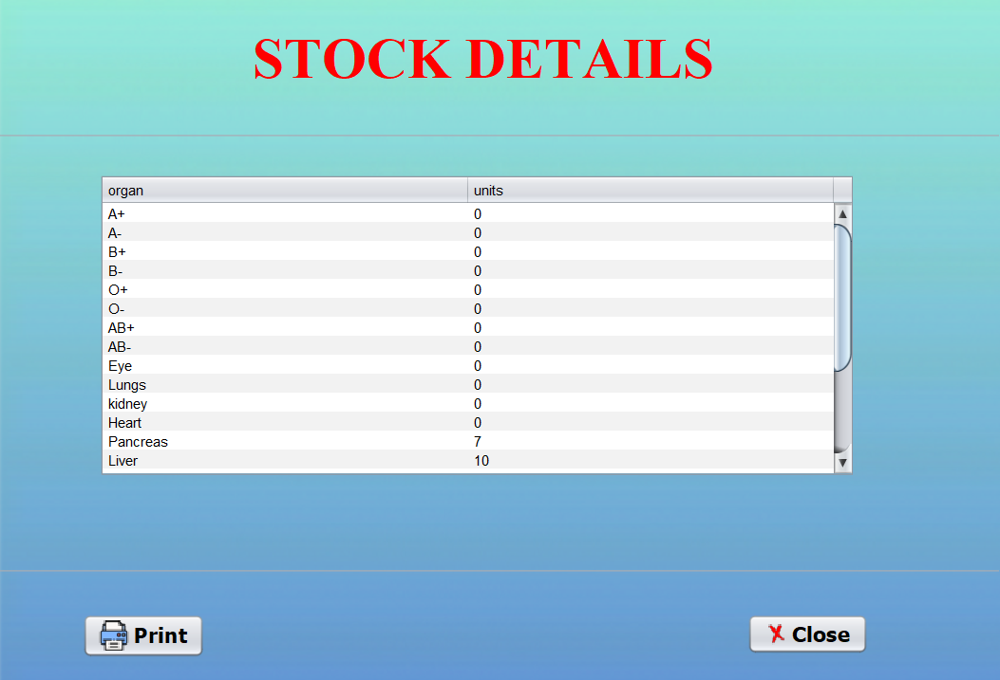 STOCK DETAILS
organ units
A+ 0
A- 0
B+ 0
B- 0
O+ 0
O- 0
AB+ 0
AB- 0
Eye 0
Lungs 0
kidney 0
Heart 0
Pancreas 7
Liver 10
Print Close